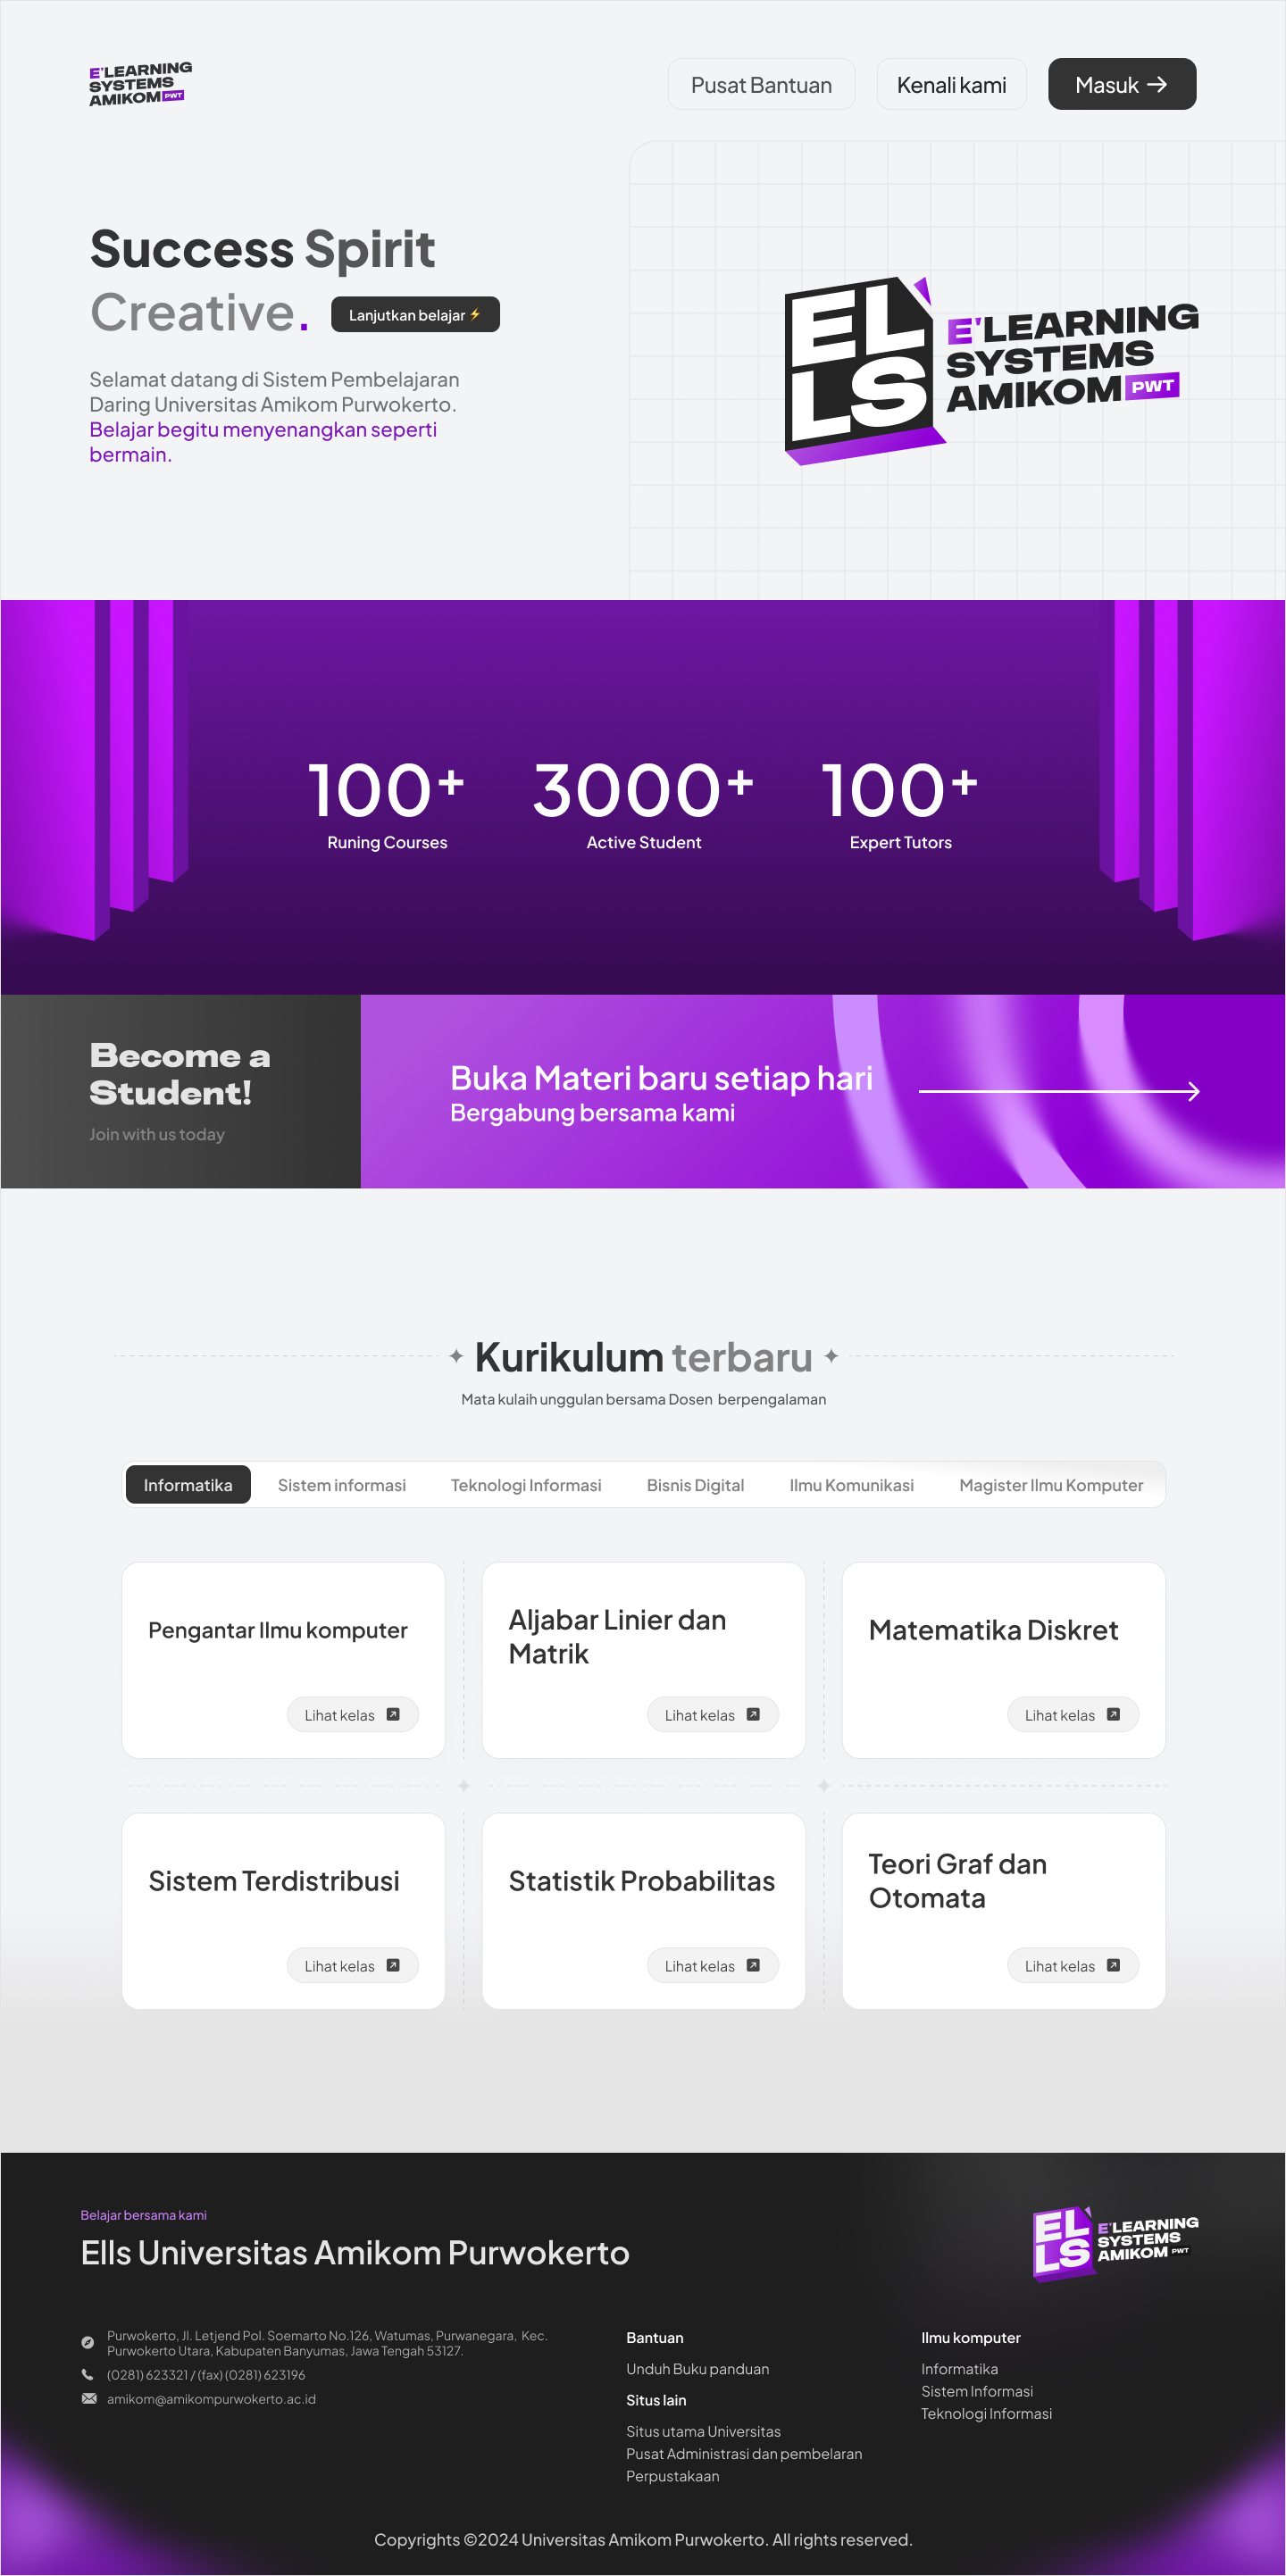 E'LEARNING
SYSTEMS
AMIKOM PWT
Pusat Bantuan
Kenali kami
Masuk →
Success Spirit
Creative.
Lanjutkan belajar ⚡
Selamat datang di Sistem Pembelajaran
Daring Universitas Amikom Purwokerto.
Belajar begitu menyenangkan seperti
bermain.
EL
LS
E'LEARNING
SYSTEMS
AMIKOM PWT
100+
Runing Courses
3000+
Active Student
100+
Expert Tutors
Become a
Student!
Join with us today
Buka Materi baru setiap hari
Bergabung bersama kami
Kurikulum terbaru
Mata kulaih unggulan bersama Dosen berpengalaman
Informatika
Sistem informasi
Teknologi Informasi
Bisnis Digital
Ilmu Komunikasi
Magister Ilmu Komputer
Pengantar Ilmu komputer
Lihat kelas
Aljabar Linier dan
Matrik
Lihat kelas
Matematika Diskret
Lihat kelas
Sistem Terdistribusi
Lihat kelas
Statistik Probabilitas
Lihat kelas
Teori Graf dan
Otomata
Lihat kelas
Belajar bersama kami
Ells Universitas Amikom Purwokerto
EL
LS
E'LEARNING
SYSTEMS
AMIKOM PWT
Purwokerto, Jl. Letjend Pol. Soemarto No.126, Watumas, Purwanegara, Kec.
Purwokerto Utara, Kabupaten Banyumas, Jawa Tengah 53127.
(0281) 623321 / (fax) (0281) 623196
amikom@amikompurwokerto.ac.id
Bantuan
Unduh Buku panduan
Situs lain
Situs utama Universitas
Pusat Administrasi dan pembelaran
Perpustakaan
Ilmu komputer
Informatika
Sistem Informasi
Teknologi Informasi
Copyrights ©2024 Universitas Amikom Purwokerto. All rights reserved.